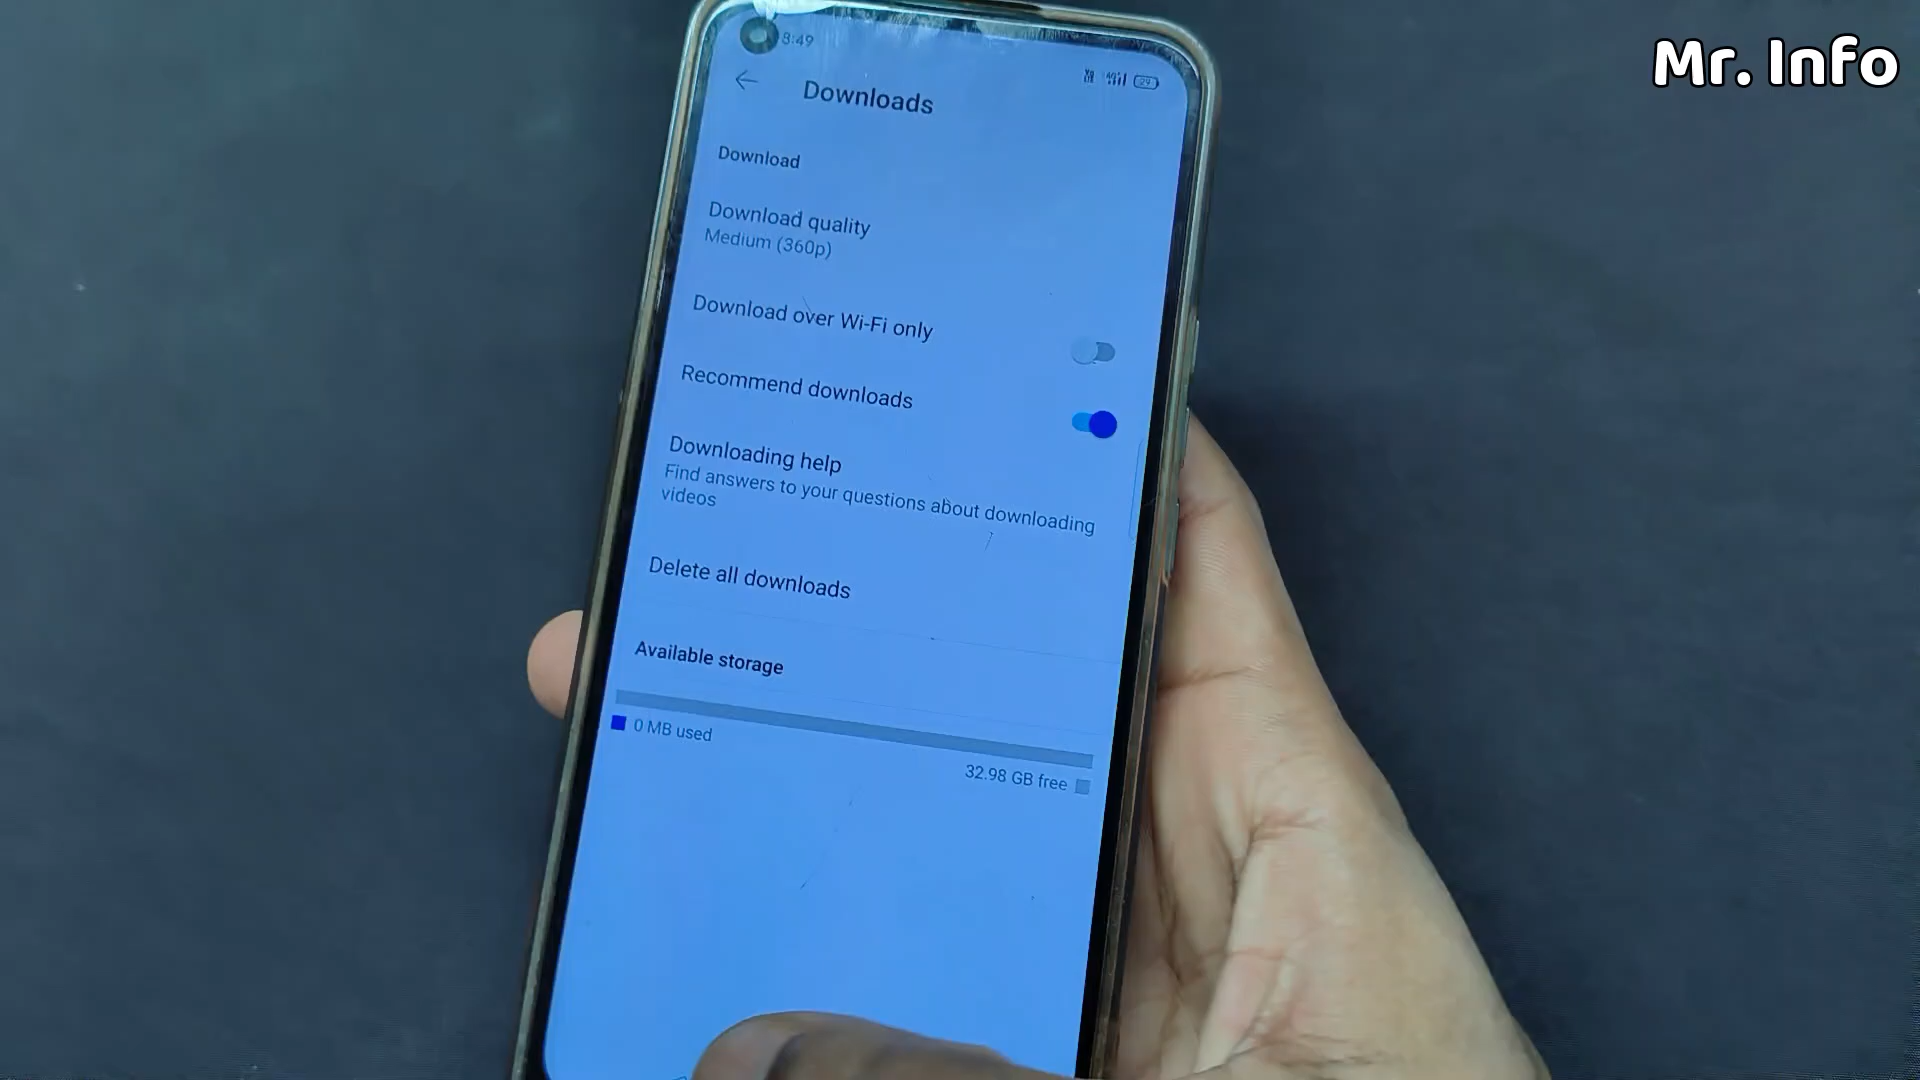 Mr. Info
8:49
Downloads
Download
Download quality
Medium (360p)
Download over Wi-Fi only
Recommend downloads
Downloading help
Find answers to your questions about downloading
videos
Delete all downloads
Available storage
0 MB used
32.98 GB free